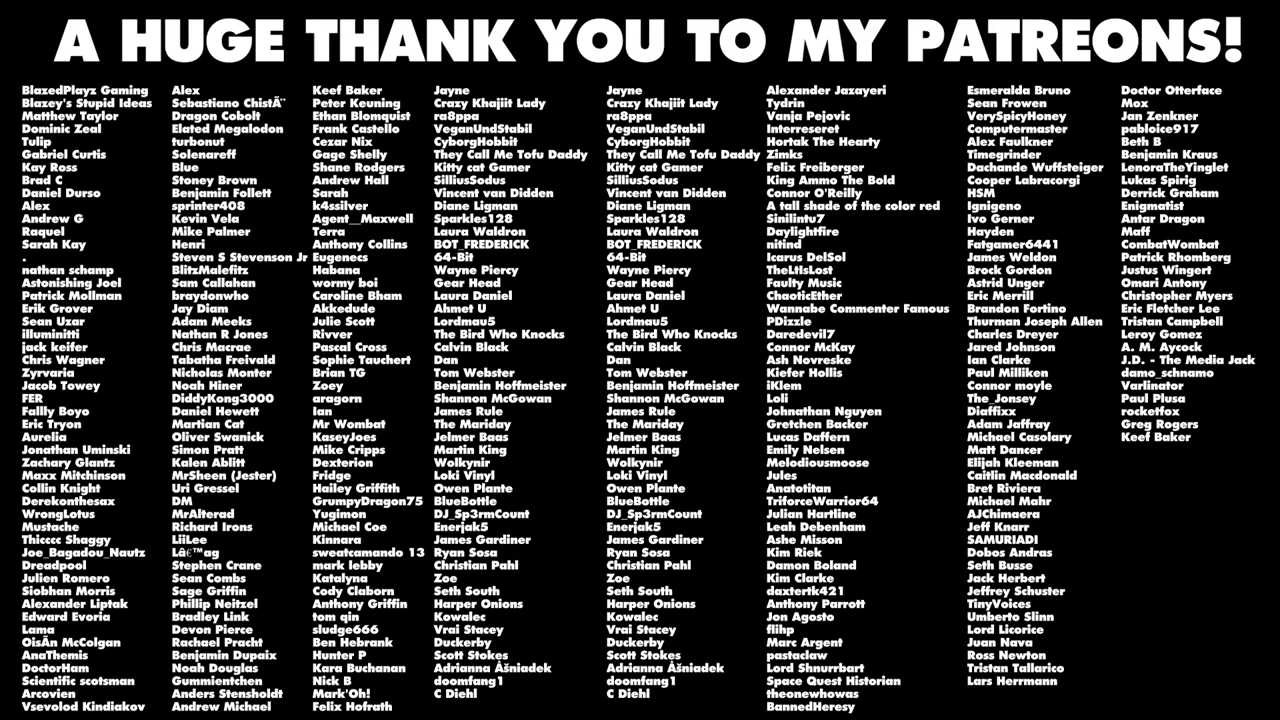 A HUGE THANK YOU TO MY PATREONS!
BlazedPlayz Gaming
Blazey's Stupid Ideas
Matthew Taylor
Dominic Zeal
Tulip
Gabriel Curtis
Kay Ross
Brad C
Daniel Durso
Alex
Andrew G
Raquel
Sarah Kay
.
nathan schamp
Astonishing Joel
Patrick Mollman
Erik Grover
Sean Uzar
illuminitti
jack keifer
Chris Wagner
Zyrvaria
Jacob Towey
FER
Fallly Boyo
Eric Tryon
Aurelia
Jonathan Uminski
Zachary Glantz
Maxx Mitchinson
Collin Knight
Derekonthesax
WrongLotus
Mustache
Thicccc Shaggy
Joe_Bagadou_Nautz
Dreadpool
Julien Romero
Siobhan Morris
Alexander Liptak
Edward Evoria
Lama
OisÃn McColgan
AnaThemis
DoctorHam
Scientific scotsman
Arcovien
Vsevolod Kindiakov
Alex
Sebastiano ChistÃ¨
Dragon Cobolt
Elated Megalodon
turbonut
Solenareff
Blue
Stoney Brown
Benjamin Follett
sprinter408
Kevin Vela
Mike Palmer
Henri
Steven S Stevenson Jr
BlitzMalefitz
Sam Callahan
braydonwho
Jay Diam
Adam Meeks
Nathan R Jones
Chris Macrae
Tabatha Freivald
Nicholas Monter
Noah Hiner
DiddyKong3000
Daniel Hewett
Martian Cat
Oliver Swanick
Simon Pratt
Kalen Ablitt
MrSheen (Jester)
Uri Gressel
DM
MrAlterad
Richard Irons
LiiLee
Lâ€™ag
Stephen Crane
Sean Combs
Sage Griffin
Phillip Neitzel
Bradley Link
Devon Pierce
Rachael Pracht
Benjamin Dupaix
Noah Douglas
Gummientchen
Anders Stensholdt
Andrew Michael
Keef Baker
Peter Keuning
Ethan Blomquist
Frank Castello
Cezar Nix
Gage Shelly
Shane Rodgers
Andrew Hall
Sarah
k4ssilver
Agent__Maxwell
Terra
Anthony Collins
Eugenecs
Habana
wormy boi
Caroline Bham
Akkedude
Julie Scott
Rivver
Pascal Cross
Sophie Tauchert
Brian TG
Zoey
aragorn
Ian
Mr Wombat
KaseyJoes
Mike Cripps
Dexterion
Fridge
Hailey Griffith
GrumpyDragon75
Yugimon
Michael Coe
Kinnara
sweatcamando 13
mark lebby
Katalyna
Cody Claborn
Anthony Griffin
tom qin
sludge666
Ben Hebrank
Hunter P
Kara Buchanan
Nick B
Mark'Oh!
Felix Hofrath
Jayne
Crazy Khajiit Lady
ra8ppa
VeganUndStabil
CyborgHobbit
They Call Me Tofu Daddy
Kitty cat Gamer
SilliusSodus
Vincent van Didden
Diane Ligman
Sparkles128
Laura Waldron
BOT_FREDERICK
64-Bit
Wayne Piercy
Gear Head
Laura Daniel
Ahmet U
Lordmau5
The Bird Who Knocks
Calvin Black
Dan
Tom Webster
Benjamin Hoffmeister
Shannon McGowan
James Rule
The Mariday
Jelmer Baas
Martin King
Wolkynir
Loki Vinyl
Owen Plante
BlueBottle
DJ_Sp3rmCount
Enerjak5
James Gardiner
Ryan Sosa
Christian Pahl
Zoe
Seth South
Harper Onions
Kowalec
Vrai Stacey
Duckerby
Scott Stokes
Adrianna Åšniadek
doomfang1
C Diehl
Jayne
Crazy Khajiit Lady
ra8ppa
VeganUndStabil
CyborgHobbit
They Call Me Tofu Daddy
Kitty cat Gamer
SilliusSodus
Vincent van Didden
Diane Ligman
Sparkles128
Laura Waldron
BOT_FREDERICK
64-Bit
Wayne Piercy
Gear Head
Laura Daniel
Ahmet U
Lordmau5
The Bird Who Knocks
Calvin Black
Dan
Tom Webster
Benjamin Hoffmeister
Shannon McGowan
James Rule
The Mariday
Jelmer Baas
Martin King
Wolkynir
Loki Vinyl
Owen Plante
BlueBottle
DJ_Sp3rmCount
Enerjak5
James Gardiner
Ryan Sosa
Christian Pahl
Zoe
Seth South
Harper Onions
Kowalec
Vrai Stacey
Duckerby
Scott Stokes
Adrianna Åšniadek
doomfang1
C Diehl
Alexander Jazayeri
Tydrin
Vanja Pejovic
Interreseret
Hortak The Hearty
Zimks
Felix Freiberger
King Ammo The Bold
Connor O'Reilly
A tall shade of the color red
Sinilintu7
Daylightfire
nitind
Icarus DelSol
TheLtIsLost
Faulty Music
ChaoticEther
Wannabe Commenter Famous
PDizzle
Daredevil7
Connor McKay
Ash Novreske
Kiefer Hollis
iKlem
Loli
Johnathan Nguyen
Gretchen Backer
Lucas Daffern
Emily Nelsen
Melodiousmoose
Jules
Anatotitan
TriforceWarrior64
Julian Hartline
Leah Debenham
Ashe Misson
Kim Riek
Damon Boland
Kim Clarke
daxtertk421
Anthony Parrott
Jon Agosto
flihp
Marc Argent
pastaclaw
Lord Shnurrbart
Space Quest Historian
theonewhowas
BannedHeresy
Esmeralda Bruno
Sean Frowen
VerySpicyHoney
Computermaster
Alex Faulkner
Timegrinder
Dachande Wuffsteiger
Cooper Labracorgi
HSM
Ignigeno
Ivo Gerner
Hayden
Fatgamer6441
James Weldon
Brock Gordon
Astrid Unger
Eric Merrill
Brandon Fortino
Thurman Joseph Allen
Charles Dreyer
Jared Johnson
Ian Clarke
Paul Milliken
Connor moyle
The_Jonsey
Diaffixx
Adam Jaffray
Michael Casolary
Matt Dancer
Elijah Kleeman
Caitlin Macdonald
Bret Riviera
Michael Mahr
AJChimaera
Jeff Knarr
SAMURIADI
Dobos Andras
Seth Busse
Jack Herbert
Jeffrey Schuster
TinyVoices
Umberto Slinn
Lord Licorice
Juan Nava
Ross Newton
Tristan Tallarico
Lars Herrmann
Doctor Otterface
Mox
Jan Zenkner
pabloice917
Beth B
Benjamin Kraus
LenoraTheYinglet
Lukas Spirig
Derrick Graham
Enigmatist
Antar Dragon
Maff
CombatWombat
Patrick Rhomberg
Justus Wingert
Omari Antony
Christopher Myers
Eric Fletcher Lee
Tristan Campbell
Leroy Gomez
A. M. Aycock
J.D. - The Media Jack
damo_schnamo
Varlinator
Paul Plusa
rocketfox
Greg Rogers
Keef Baker